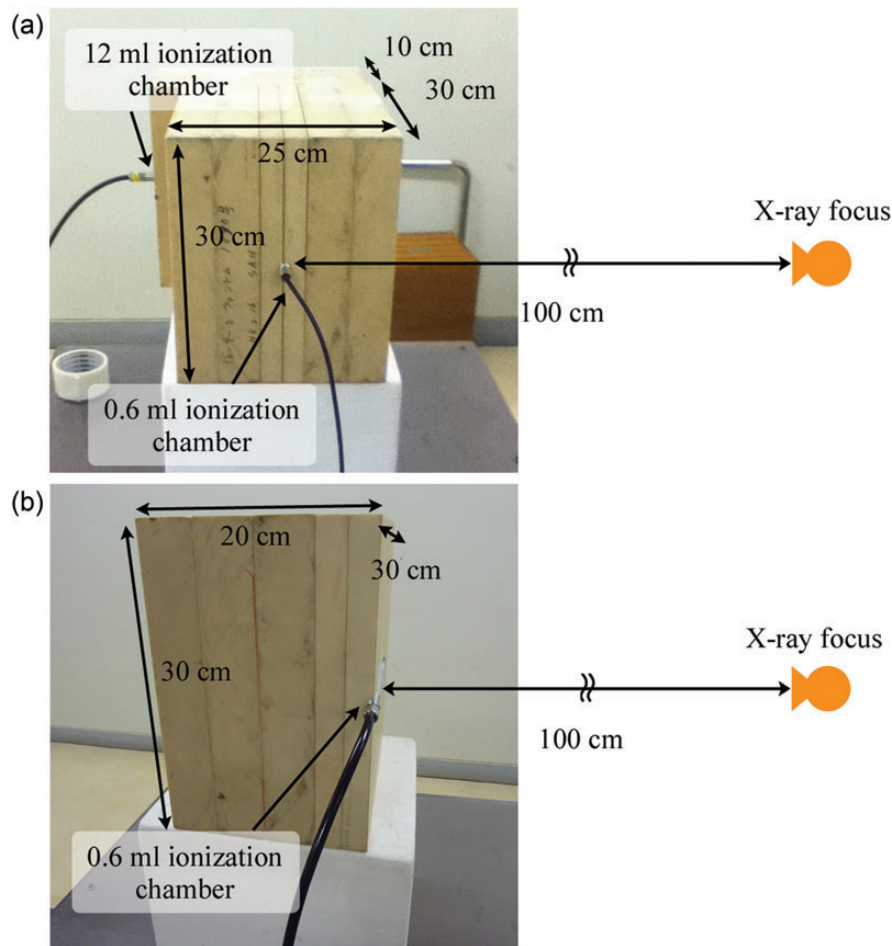 (a)
12 ml ionization
chamber
10 cm
30 cm
25 cm
30 cm
X-ray focus
100 cm
0.6 ml ionization
chamber
(b)
20 cm
30 cm
30 cm
X-ray focus
100 cm
0.6 ml ionization
chamber